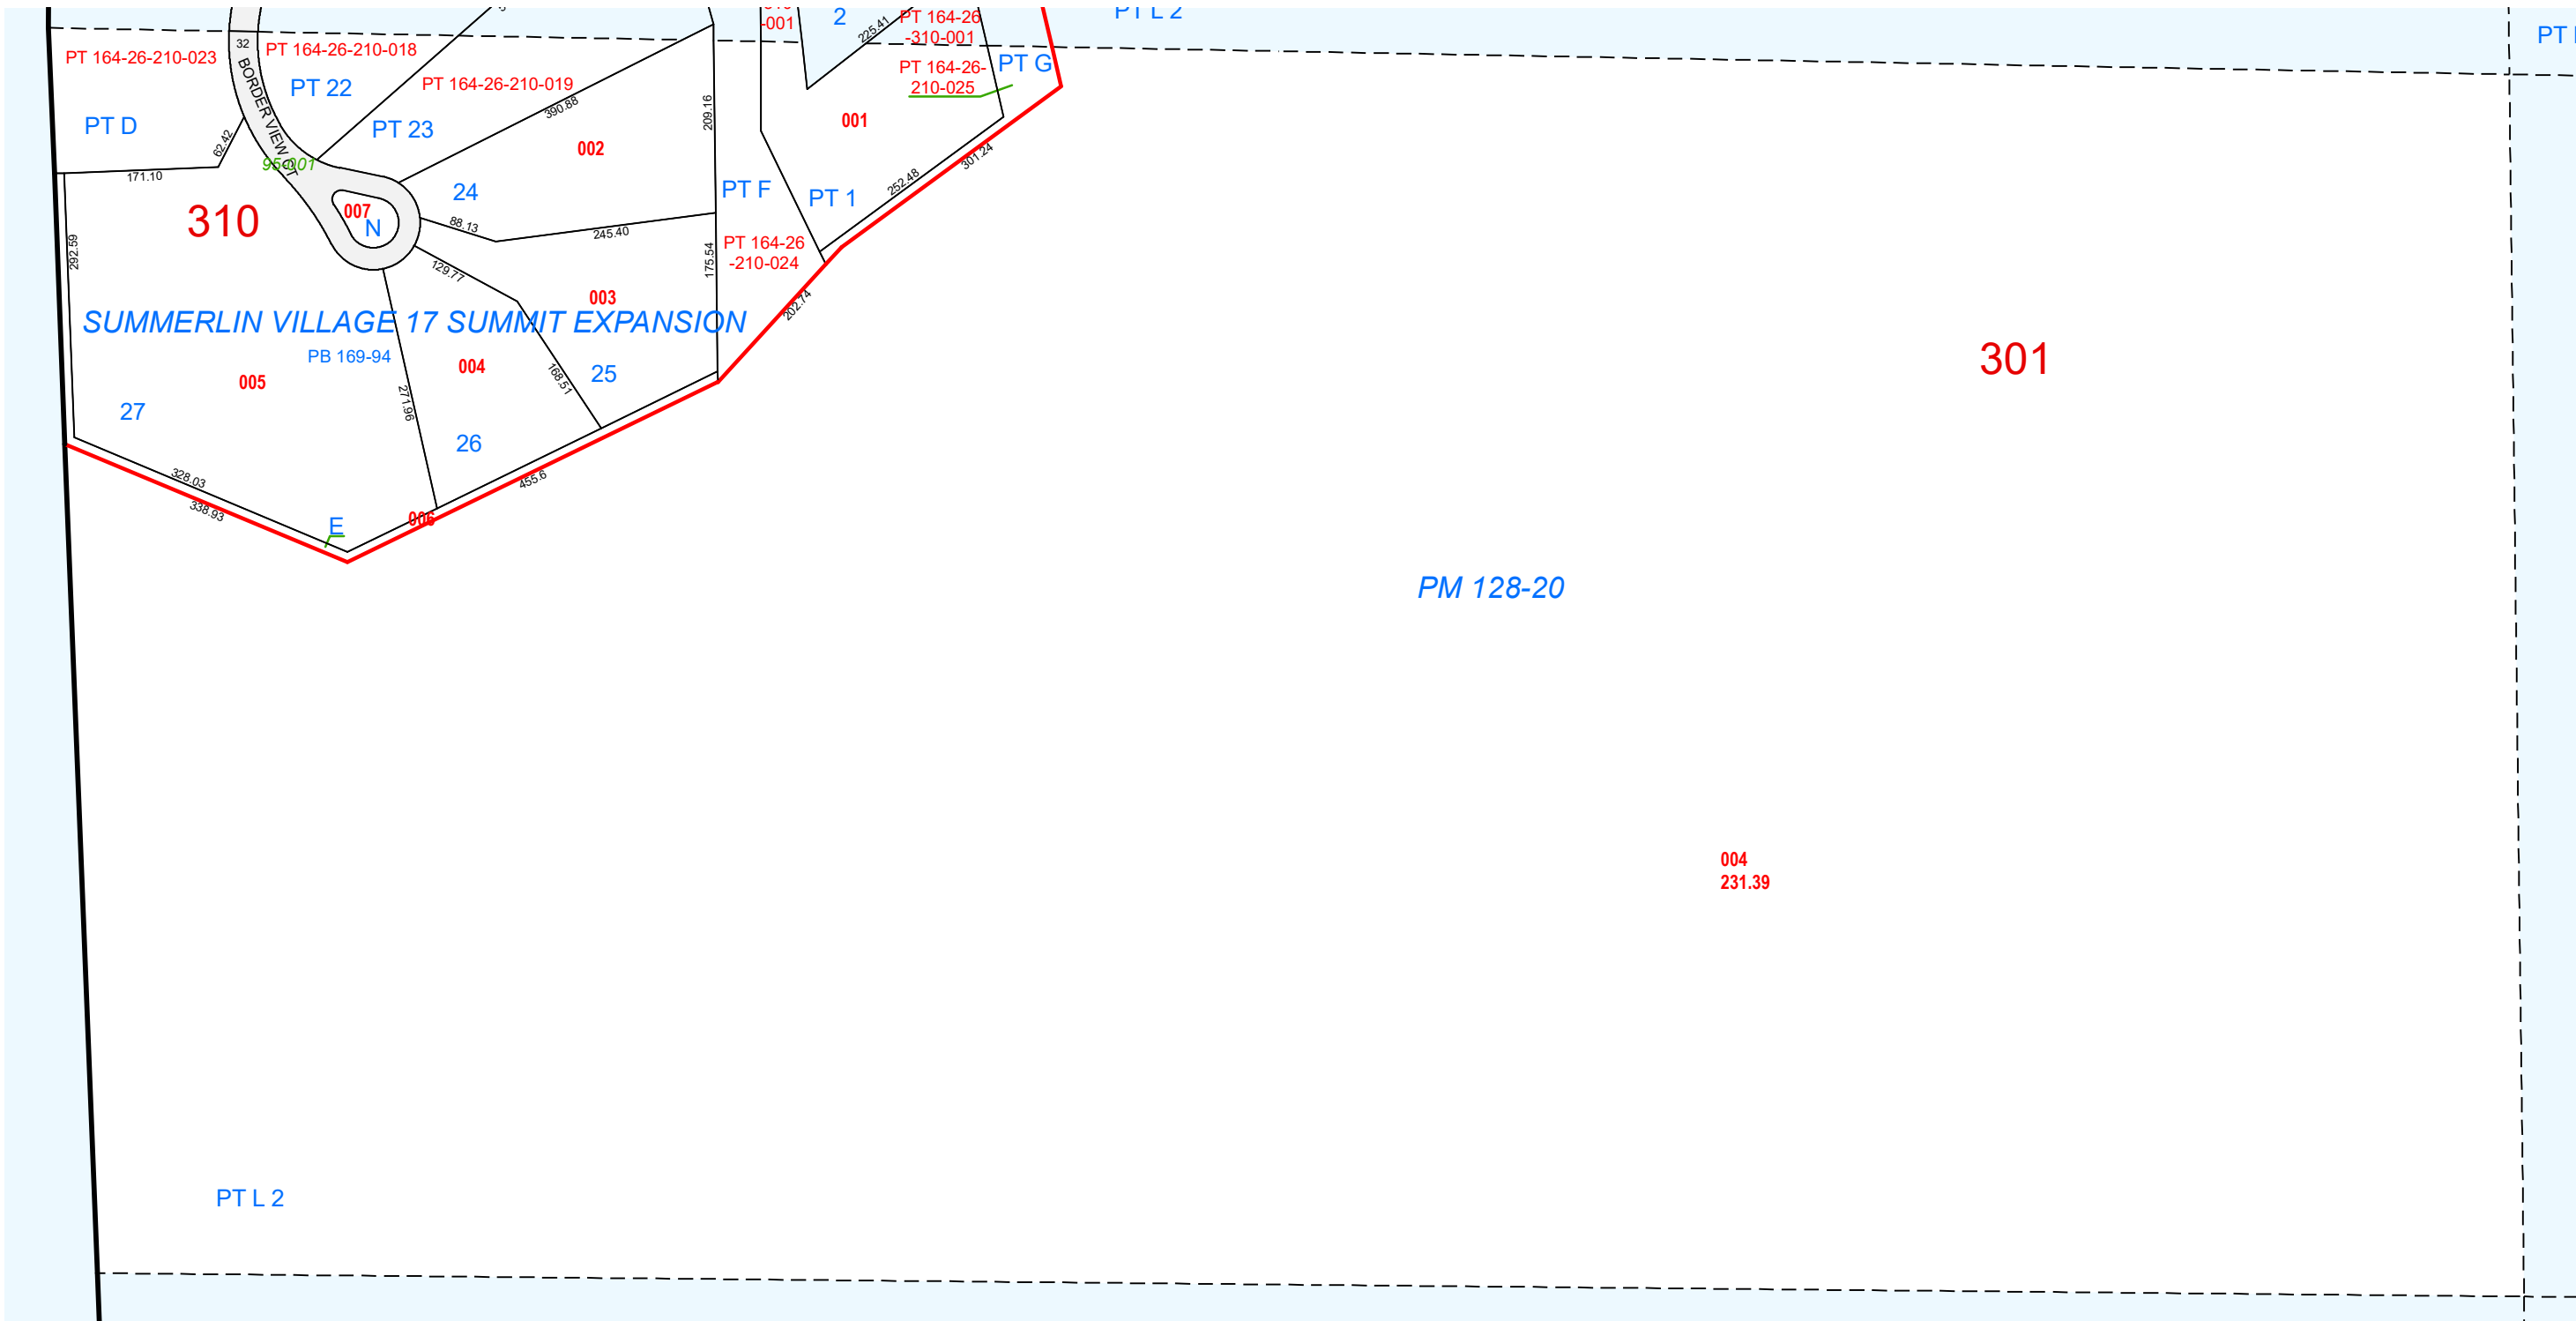 -001
2
225.41
PT 164-26
-310-001
PT L 2
PT
32
PT 164-26-210-023
PT 164-26-210-018
PT 22
PT 164-26-210-019
390.88
209.16
PT 164-26-
210-025
PT G
BORDER VIEW CT
PT D
PT 23
001
62.42
002
95-001
171.10
24
PT F
PT 1
252.48
301.24
310
007
N
88.13
245.40
292.59
129.77
175.54
PT 164-26
-210-024
003
202.74
SUMMERLIN VILLAGE 17 SUMMIT EXPANSION
PB 169-94
301
005
004
168.51
25
27
271.96
26
328.03
455.6
338.93
006
E
PM 128-20
004
231.39
PT L 2